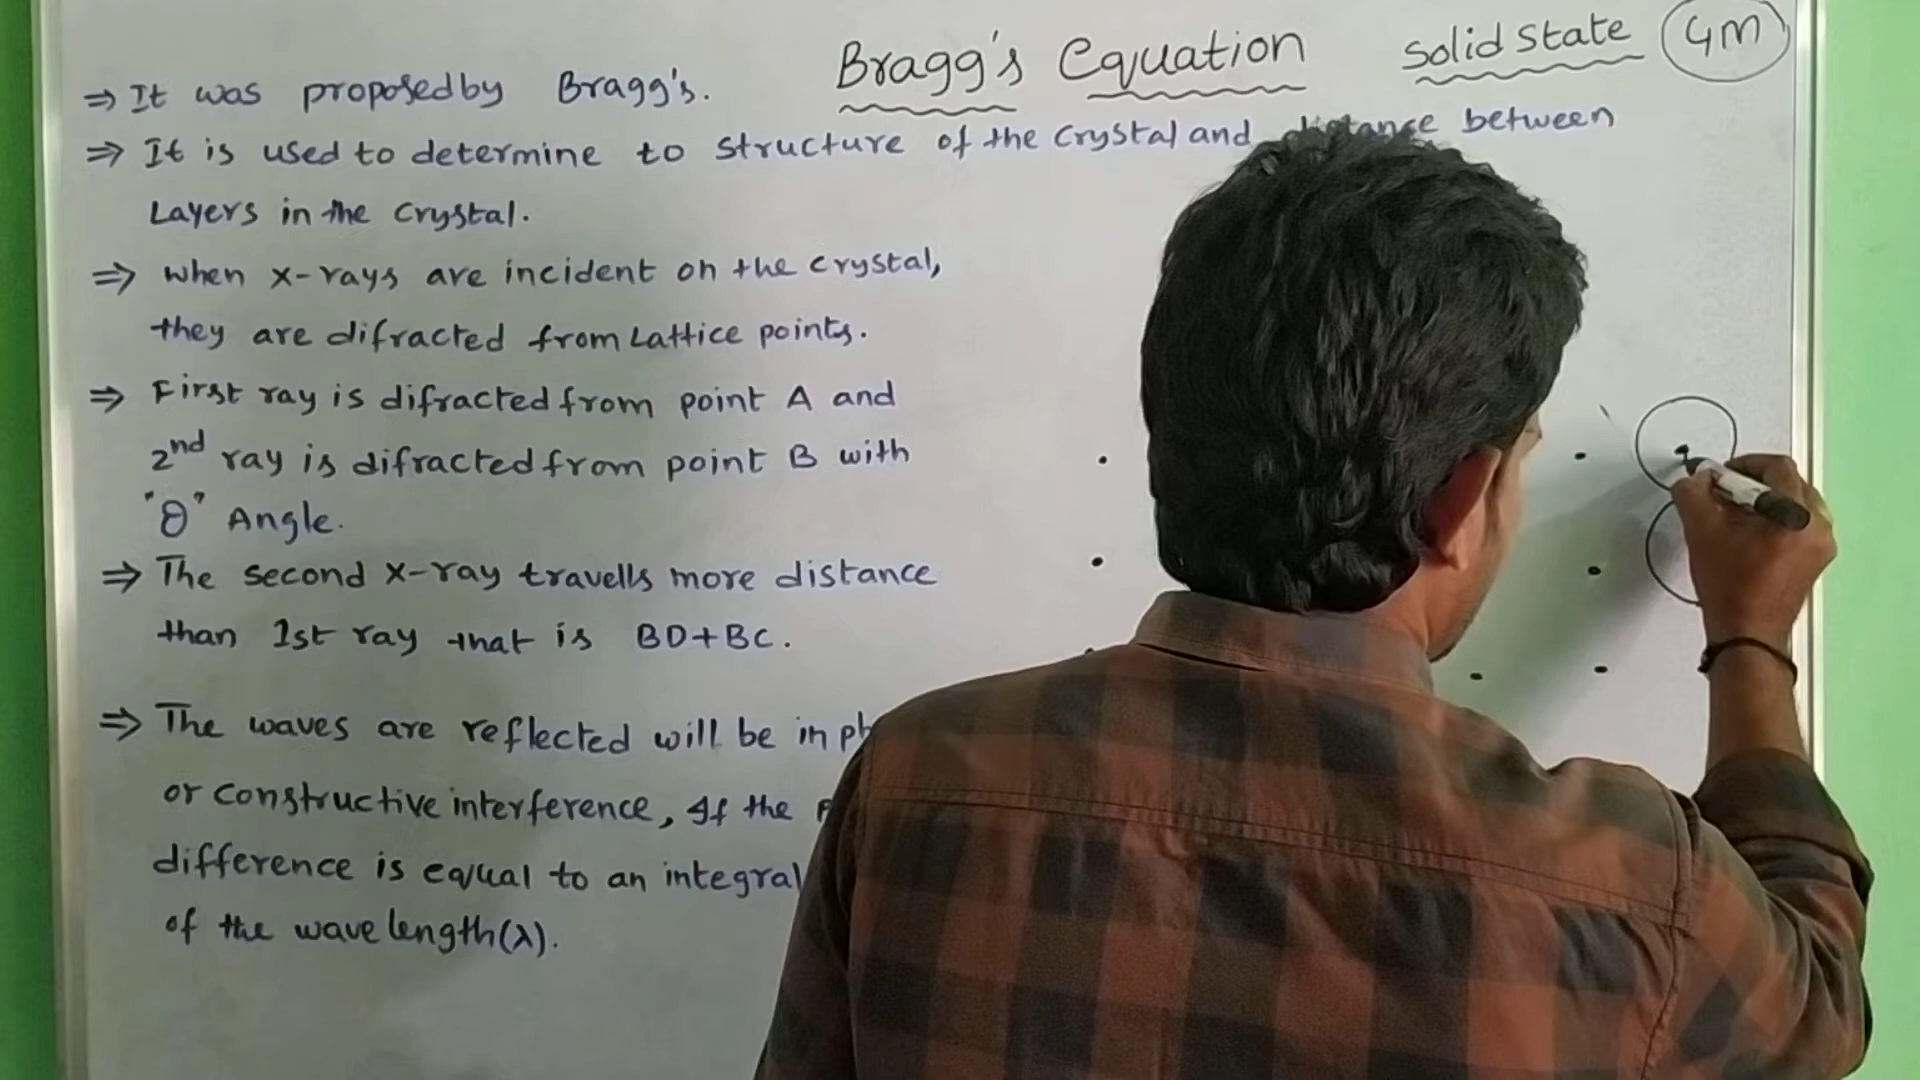 Bragg's Equation Solid State 4M
⇒ It was proposed by Bragg's.
⇒ It is used to determine to structure of the crystal and distance between
Layers in the crystal.
⇒ when x-rays are incident on the crystal,
they are difracted from Lattice points.
⇒ First ray is difracted from point A and
2nd ray is difracted from point B with
"θ" Angle.
⇒ The second x-ray travells more distance
than 1st ray that is BD+BC.
⇒ The waves are reflected will be in
or constructive interference, If the
difference is equal to an integral
of the wave length(λ).